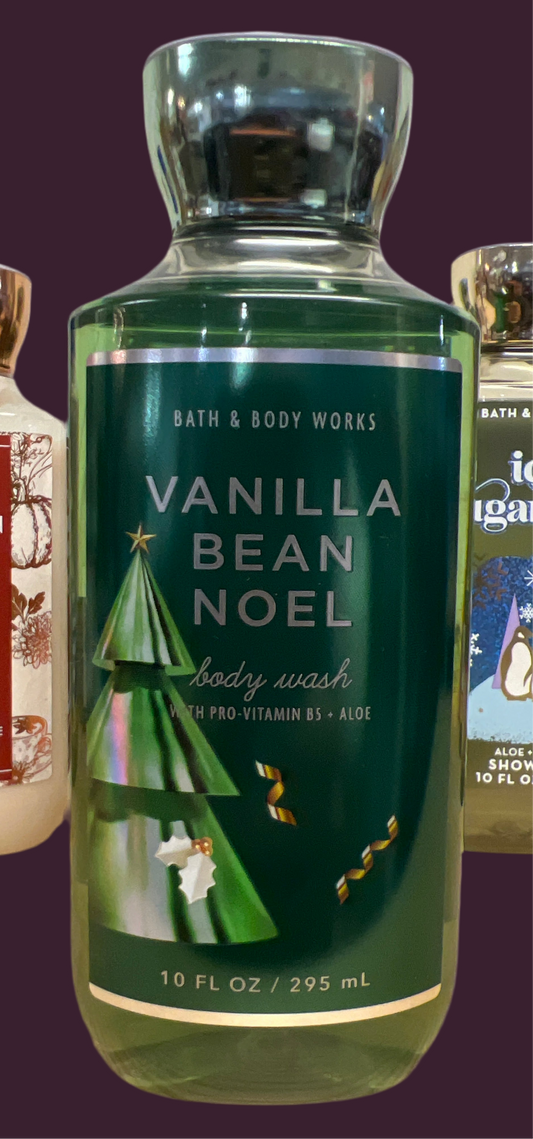 BATH & BODY WORKS
VANILLA
BEAN
NOEL
body wash
WITH PRO-VITAMIN B5 + ALOE
10 FL OZ / 295 mL
BATH &
ALOE +
SHOW
10 FL O